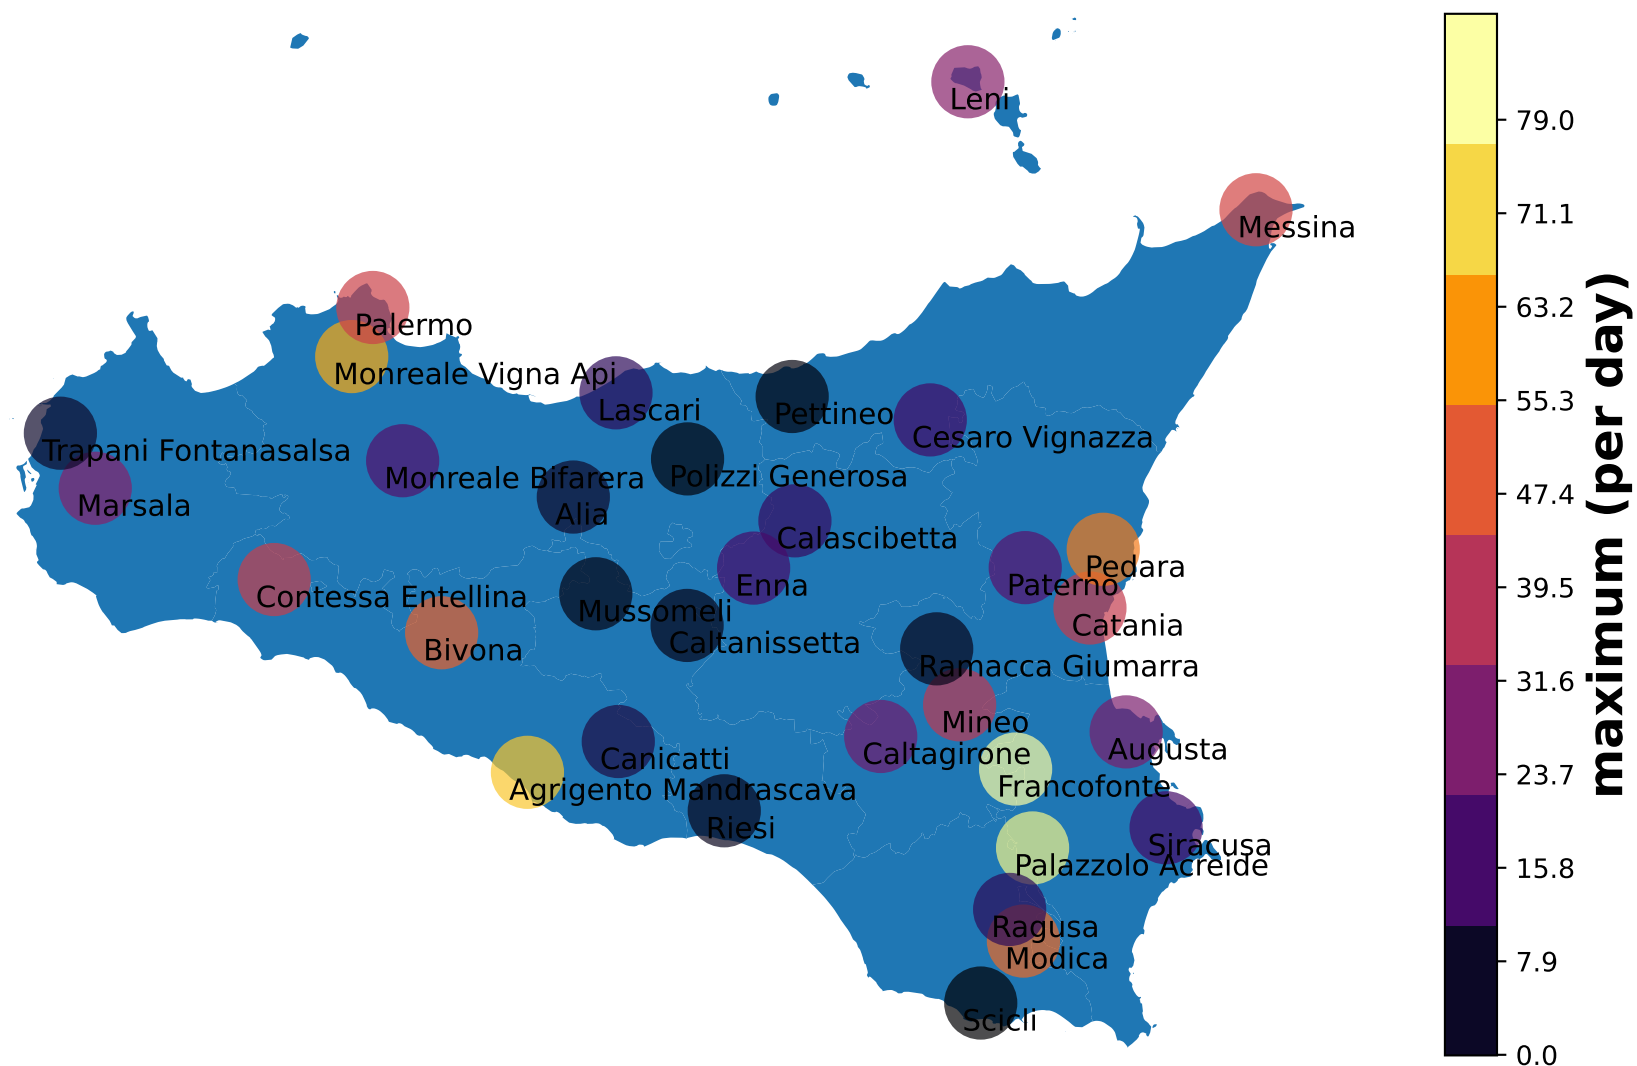 Leni
Messina
Palermo
Monreale Vigna Api
Lascari
Pettineo
Cesaro Vignazza
Trapani Fontanasalsa
Monreale Bifarera
Polizzi Generosa
Marsala
Alia
Calascibetta
Pedara
Enna
Paterno
Contessa Entellina
Mussomeli
Catania
Bivona
Caltanissetta
Ramacca Giumarra
Mineo
Caltagirone
Augusta
Canicatti
Agrigento Mandrascava
Francofonte
Riesi
Siracusa
Palazzolo Acreide
Ragusa
Modica
Scicli
79.0
71.1
63.2
55.3
47.4
39.5
31.6
23.7
15.8
7.9
0.0
maximum (per day)